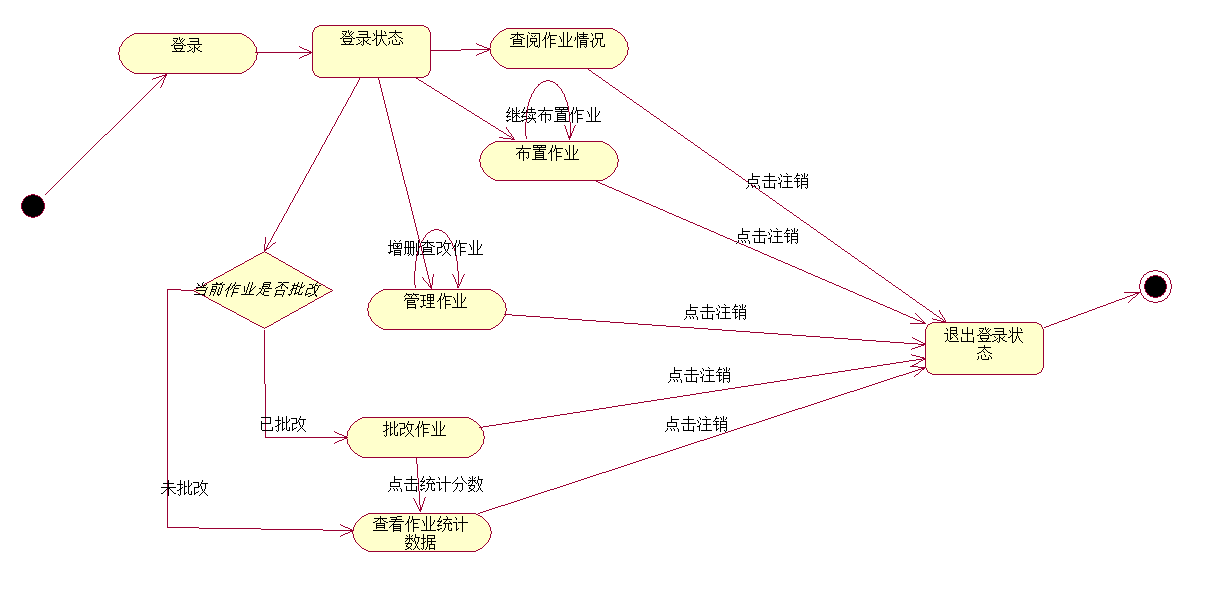 登录
登录状态
查阅作业情况
继续布置作业
布置作业
点击注销
点击注销
增删查改作业
当前作业是否批改
管理作业
点击注销
退出登录状
态
点击注销
已批改
批改作业
点击注销
点击统计分数
未批改
查看作业统计
数据